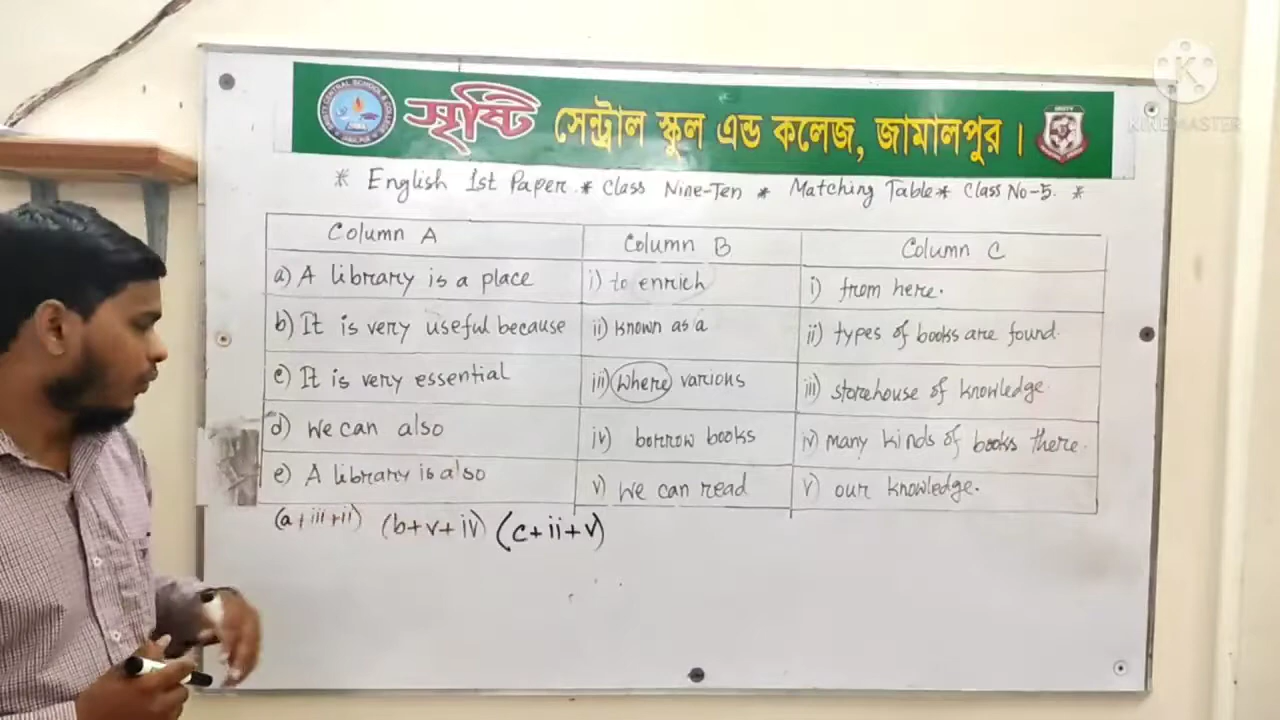 সৃষ্টি সেন্ট্রাল স্কুল এন্ড কলেজ, জামালপুর।
KINEMASTER
* English 1st Paper * Class Nine-Ten * Matching Table * Class No-5. *
Column A Column B Column C
a) A library is a place i) to enrich i) from here.
b) It is very useful because ii) known as a ii) types of books are found.
c) It is very essential iii) where various iii) storehouse of knowledge.
d) We can also iv) borrow books iv) many kinds of books there.
e) A library is also v) we can read v) our knowledge.
(a+iii+ii) (b+v+iv) (c+ii+v)